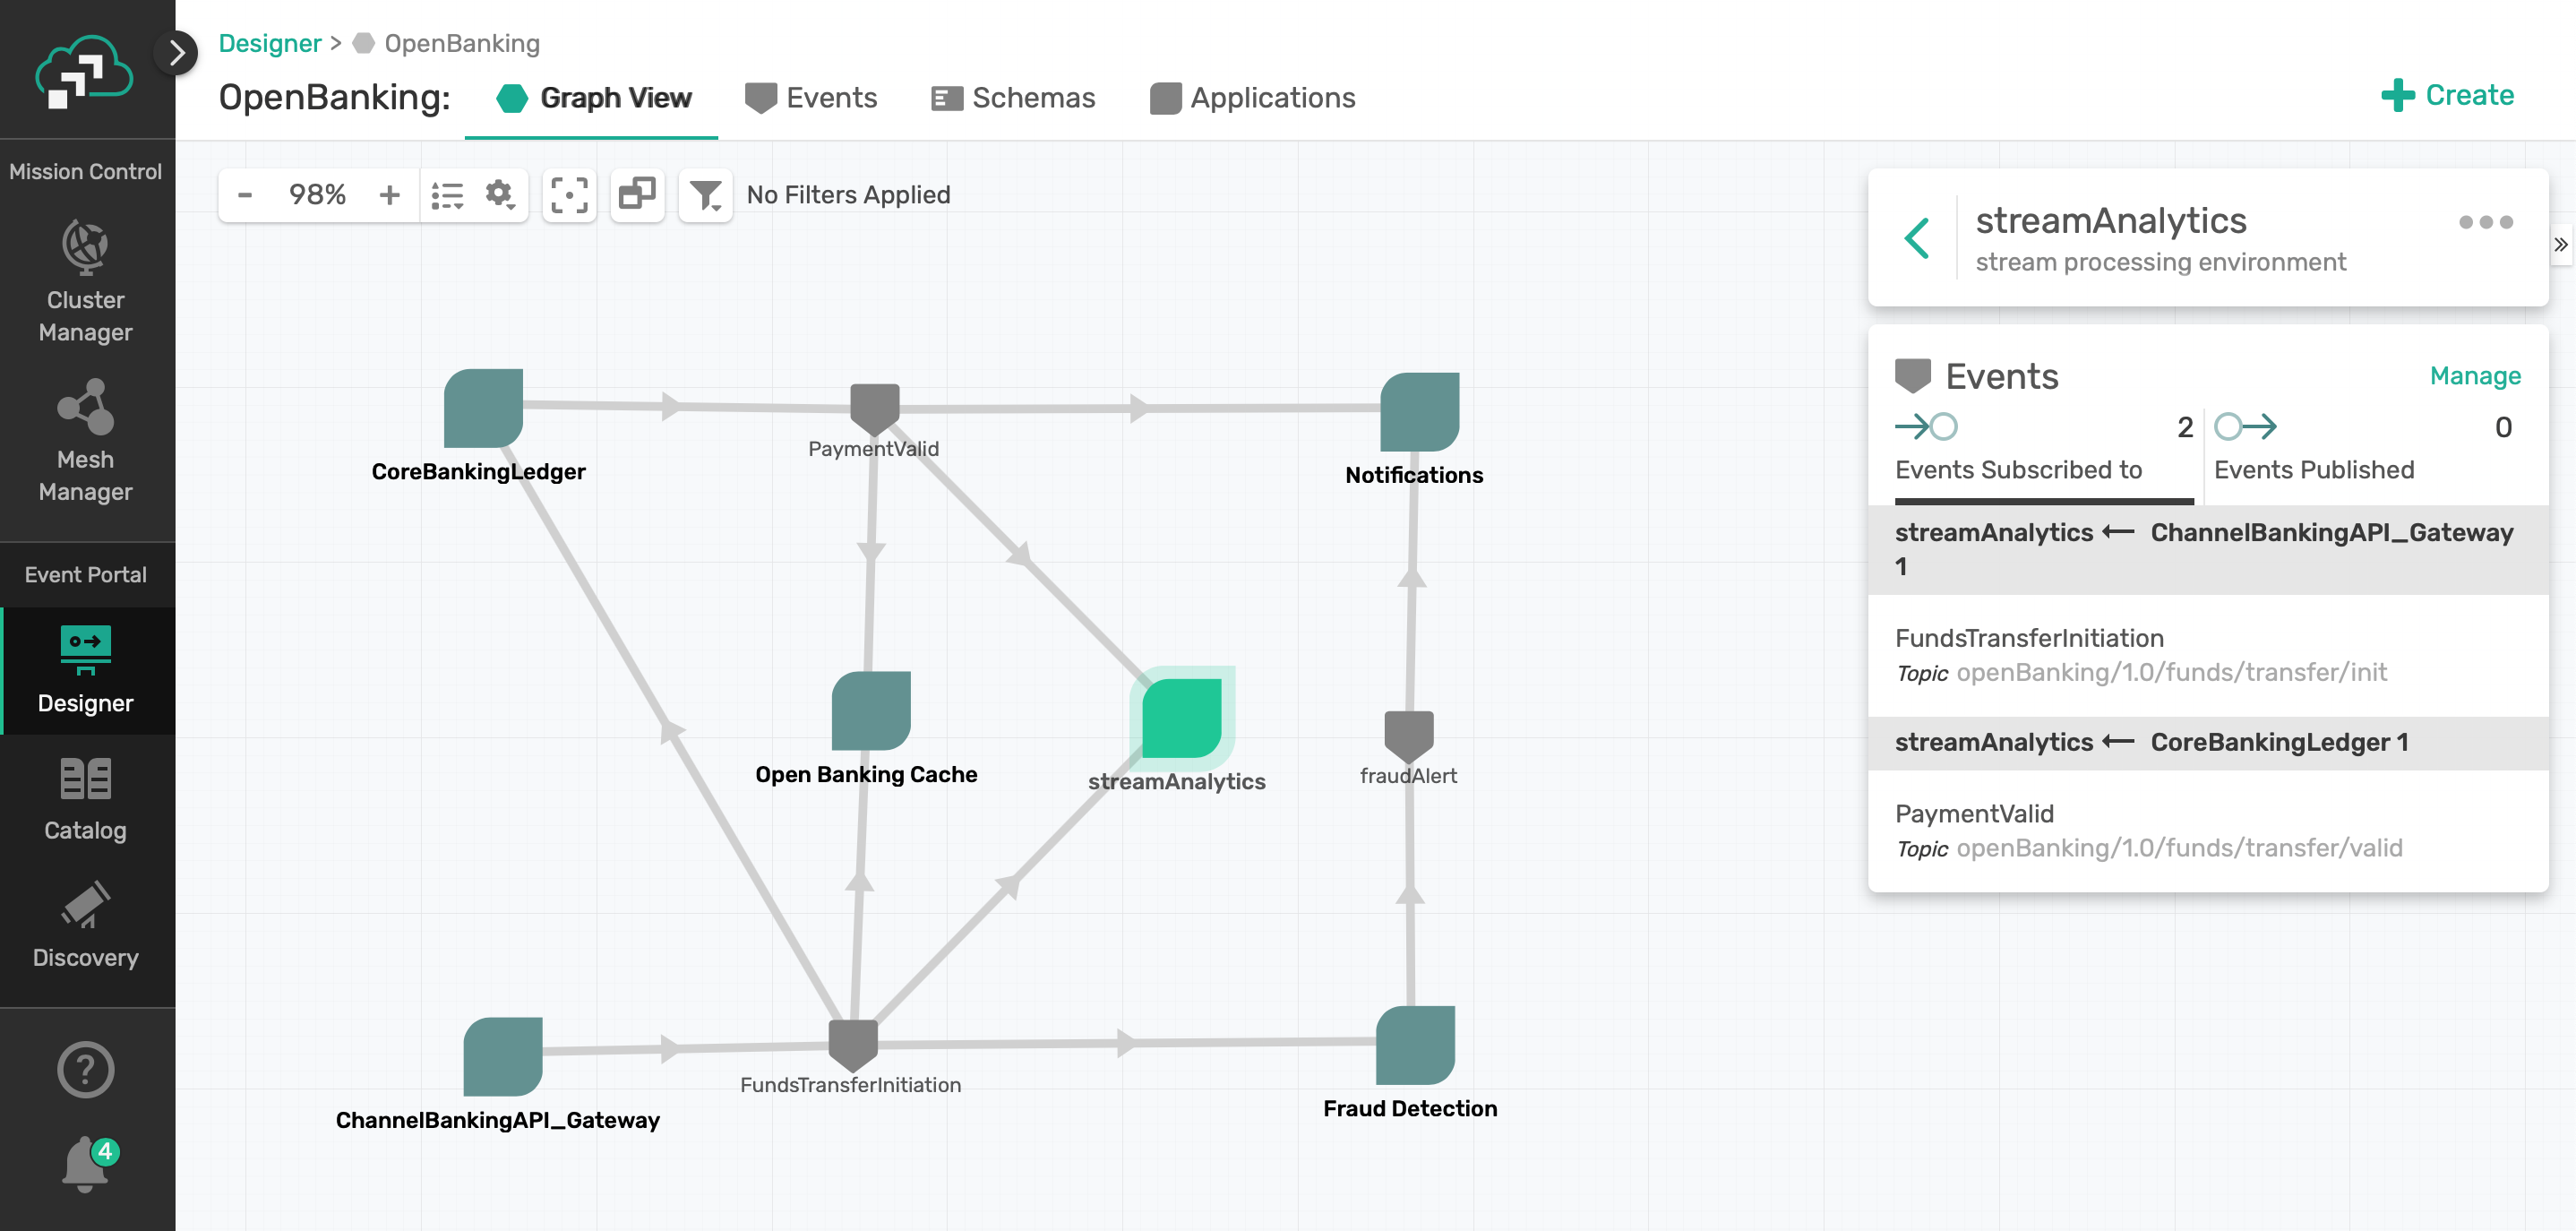 Designer > OpenBanking
OpenBanking:
Graph View
Events
Schemas
Applications
Create
Mission Control
Cluster
Manager
Mesh
Manager
Event Portal
Designer
Catalog
Discovery
?
4
- 98% +
No Filters Applied
CoreBankingLedger
PaymentValid
Notifications
Open Banking Cache
streamAnalytics
fraudAlert
ChannelBankingAPI_Gateway
FundsTransferInitiation
Fraud Detection
streamAnalytics
stream processing environment
Events
Manage
2
Events Subscribed to
0
Events Published
streamAnalytics ← ChannelBankingAPI_Gateway
1
FundsTransferInitiation
Topic openBanking/1.0/funds/transfer/init
streamAnalytics ← CoreBankingLedger 1
PaymentValid
Topic openBanking/1.0/funds/transfer/valid